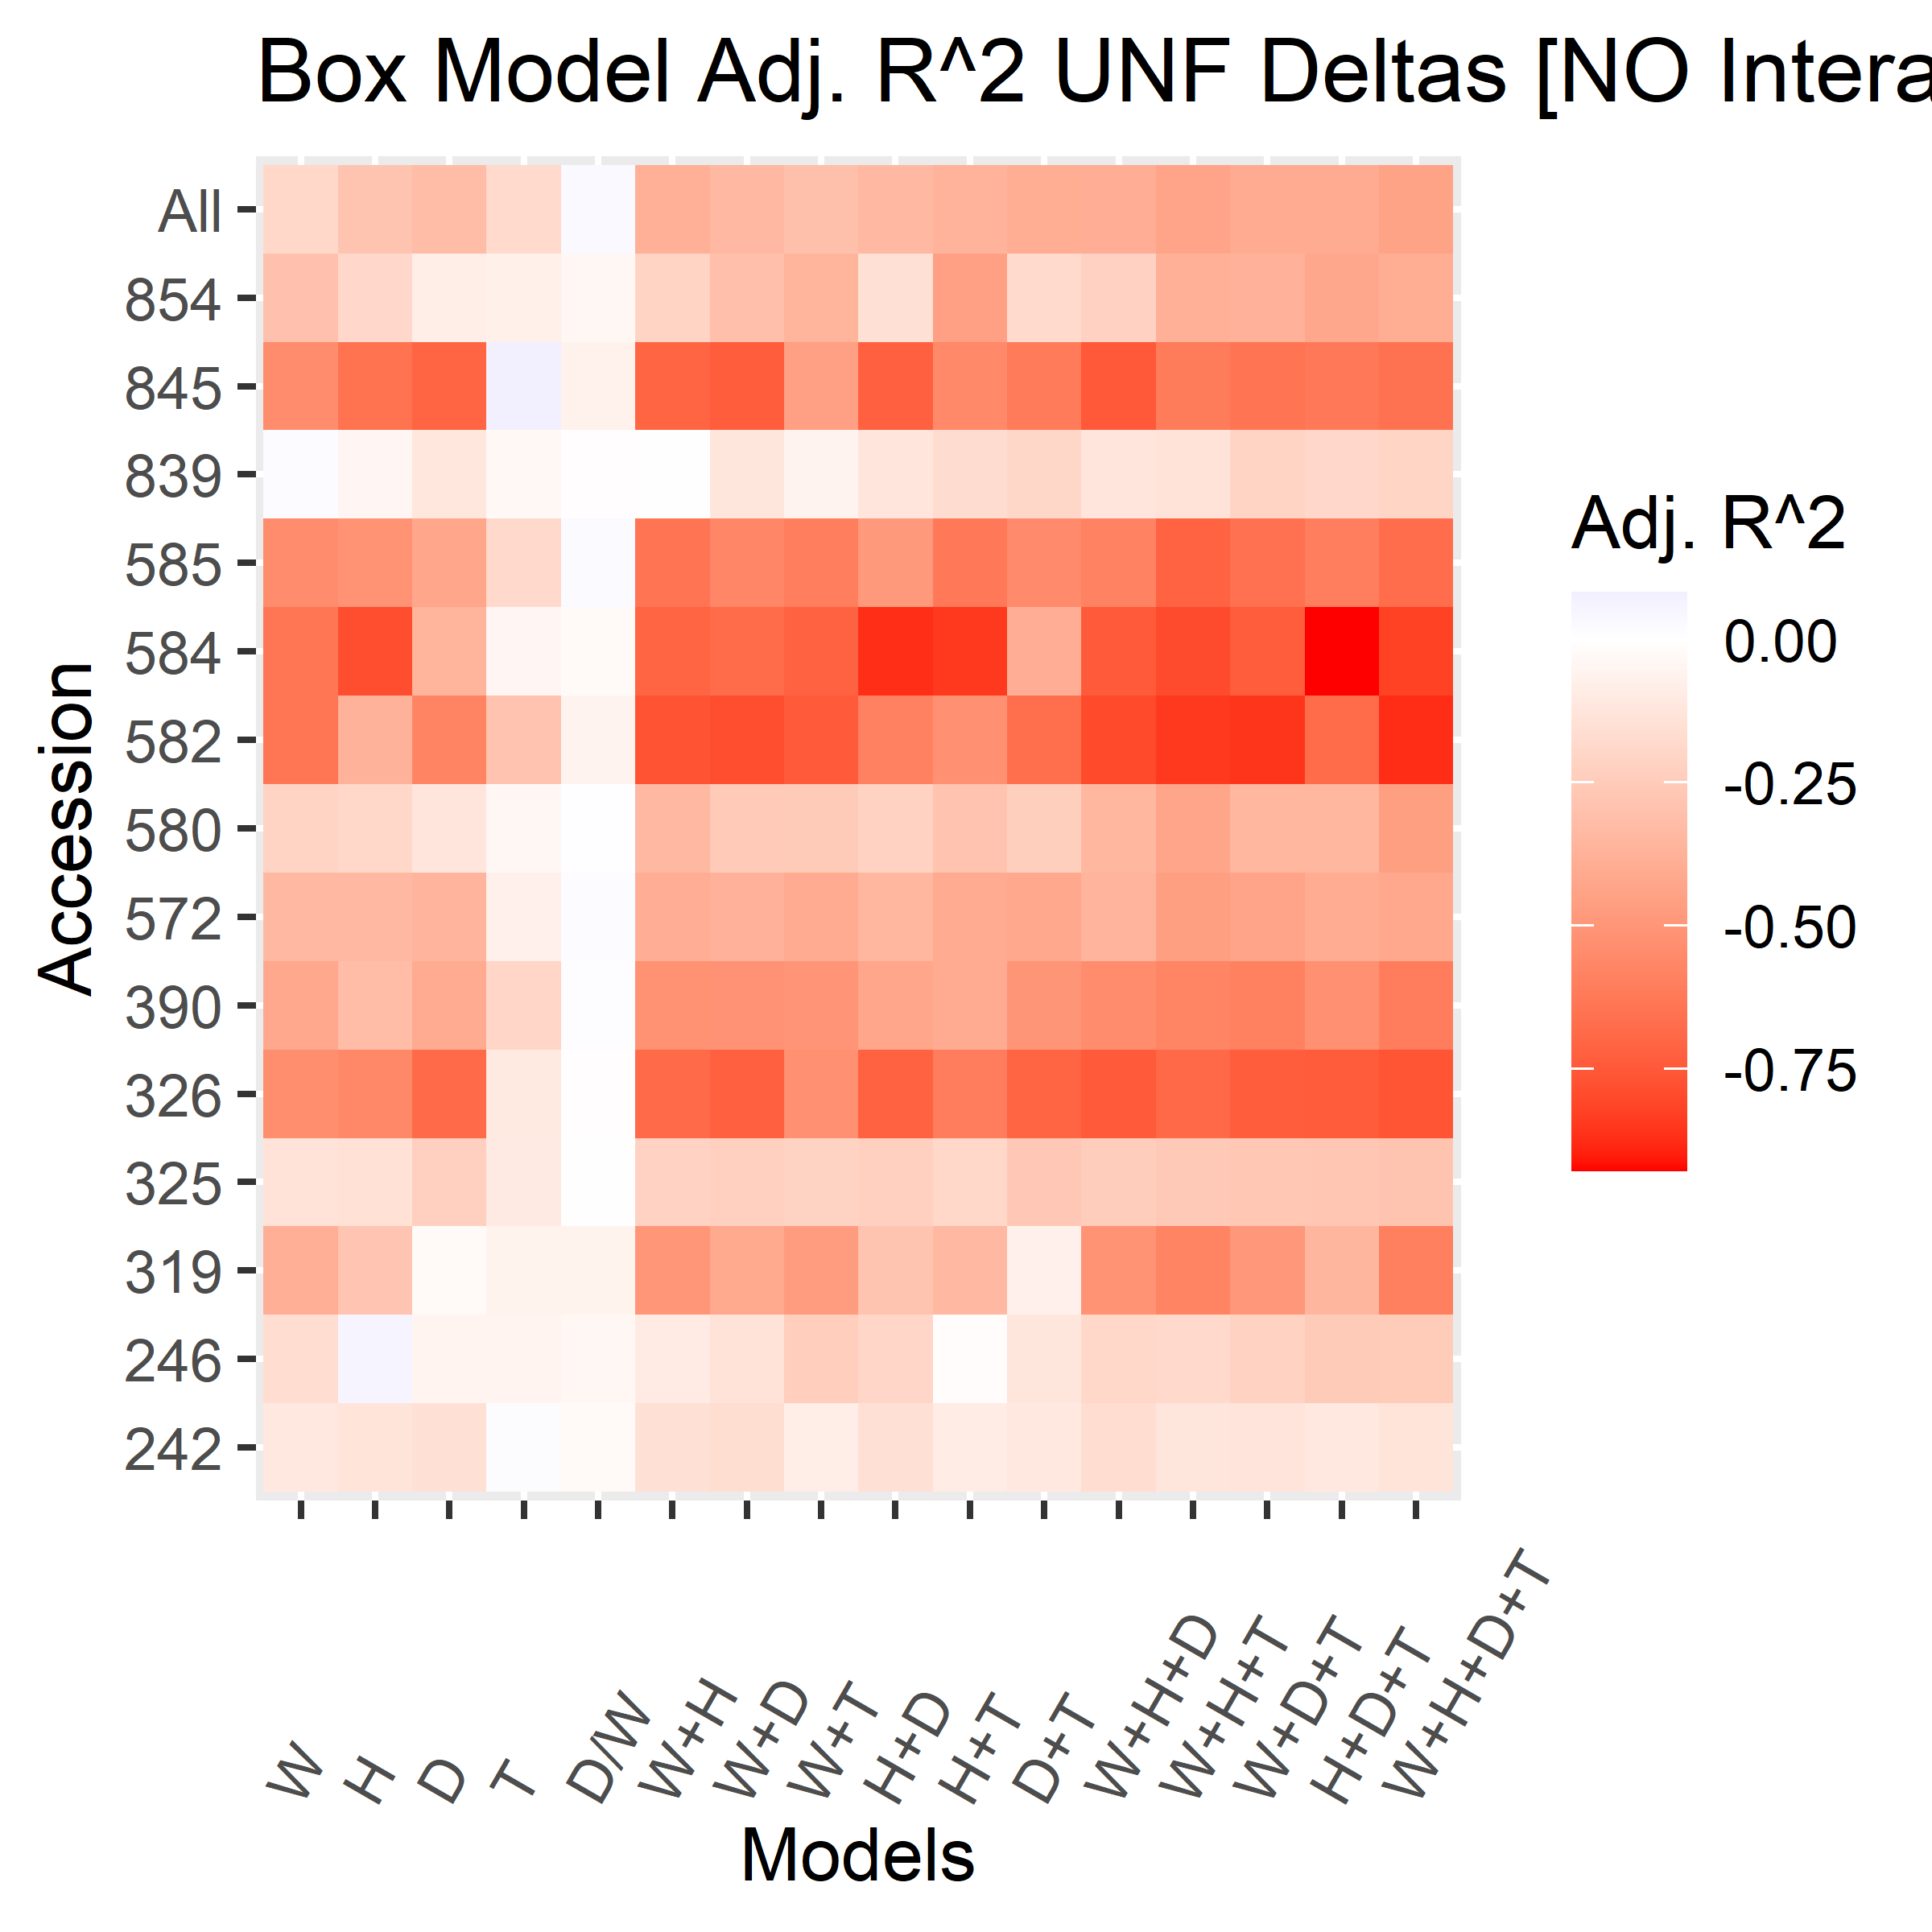 Box Model Adj. R^2 UNF Deltas [NO Intera
All
854
845
839
585
584
582
580
572
390
326
325
319
246
242
Accession
W
H
D
T
D/W
W+H
W+D
W+T
H+D
H+T
D+T
W+H+D
W+H+T
W+D+T
H+D+T
W+H+D+T
Models
Adj. R^2
0.00
-0.25
-0.50
-0.75